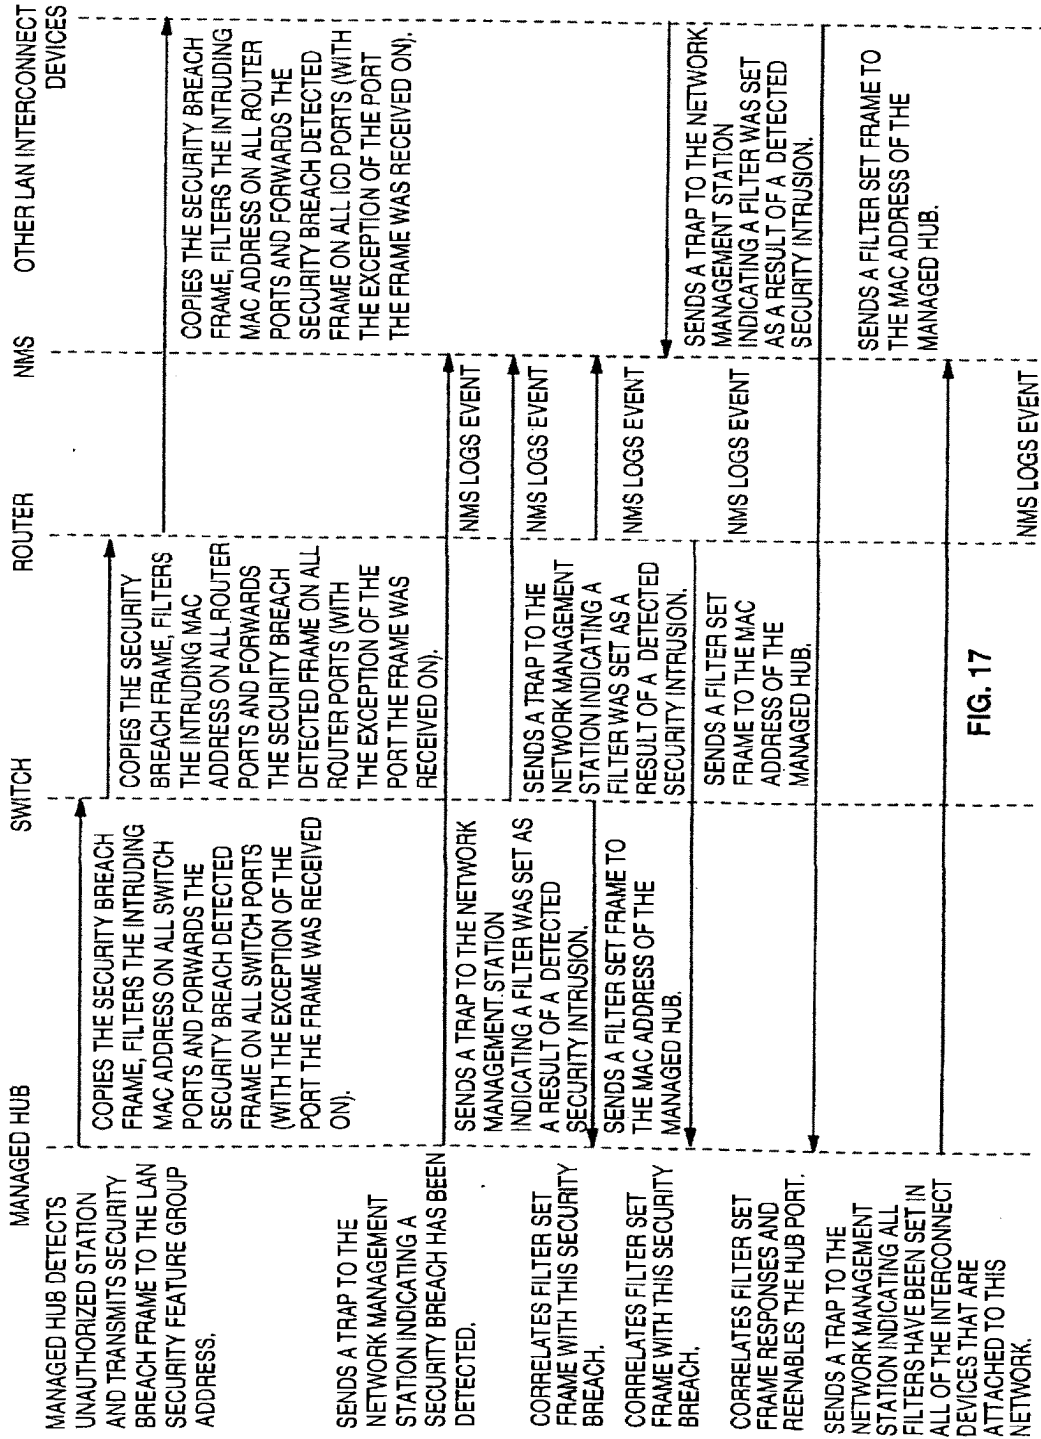 MANAGED HUB
SWITCH
ROUTER
NMS
OTHER LAN INTERCONNECT
DEVICES
MANAGED HUB DETECTS
UNAUTHORIZED STATION
AND TRANSMITS SECURITY
BREACH FRAME TO THE LAN
SECURITY FEATURE GROUP
ADDRESS.
COPIES THE SECURITY BREACH
FRAME, FILTERS THE INTRUDING
MAC ADDRESS ON ALL SWITCH
PORTS AND FORWARDS THE
SECURITY BREACH DETECTED
FRAME ON ALL SWITCH PORTS
(WITH THE EXCEPTION OF THE
PORT THE FRAME WAS RECEIVED
ON).
COPIES THE SECURITY
BREACH FRAME, FILTERS
THE INTRUDING MAC
ADDRESS ON ALL ROUTER
PORTS AND FORWARDS
THE SECURITY BREACH
DETECTED FRAME ON ALL
ROUTER PORTS (WITH
THE EXCEPTION OF THE
PORT THE FRAME WAS
RECEIVED ON).
COPIES THE SECURITY BREACH
FRAME, FILTERS THE INTRUDING
MAC ADDRESS ON ALL ROUTER
PORTS AND FORWARDS THE
SECURITY BREACH DETECTED
FRAME ON ALL ICD PORTS (WITH
THE EXCEPTION OF THE PORT
THE FRAME WAS RECEIVED ON).
SENDS A TRAP TO THE
NETWORK MANAGEMENT
STATION INDICATING A
SECURITY BREACH HAS BEEN
DETECTED.
NMS LOGS EVENT
SENDS A TRAP TO THE NETWORK
MANAGEMENT STATION
INDICATING A FILTER WAS SET AS
A RESULT OF A DETECTED
SECURITY INTRUSION.
NMS LOGS EVENT
SENDS A TRAP TO THE
NETWORK MANAGEMENT
STATION INDICATING A
FILTER WAS SET AS A
RESULT OF A DETECTED
SECURITY INTRUSION.
NMS LOGS EVENT
SENDS A TRAP TO THE NETWORK
MANAGEMENT STATION
INDICATING A FILTER WAS SET
AS A RESULT OF A DETECTED
SECURITY INTRUSION.
NMS LOGS EVENT
CORRELATES FILTER SET
FRAME WITH THIS SECURITY
BREACH.
SENDS A FILTER SET FRAME TO
THE MAC ADDRESS OF THE
MANAGED HUB.
CORRELATES FILTER SET
FRAME WITH THIS SECURITY
BREACH.
SENDS A FILTER SET
FRAME TO THE MAC
ADDRESS OF THE
MANAGED HUB.
CORRELATES FILTER SET
FRAME RESPONSES AND
REENABLES THE HUB PORT.
SENDS A FILTER SET FRAME TO
THE MAC ADDRESS OF THE
MANAGED HUB.
SENDS A TRAP TO THE
NETWORK MANAGEMENT
STATION INDICATING ALL
FILTERS HAVE BEEN SET IN
ALL OF THE INTERCONNECT
DEVICES THAT ARE
ATTACHED TO THIS
NETWORK.
NMS LOGS EVENT
FIG. 17